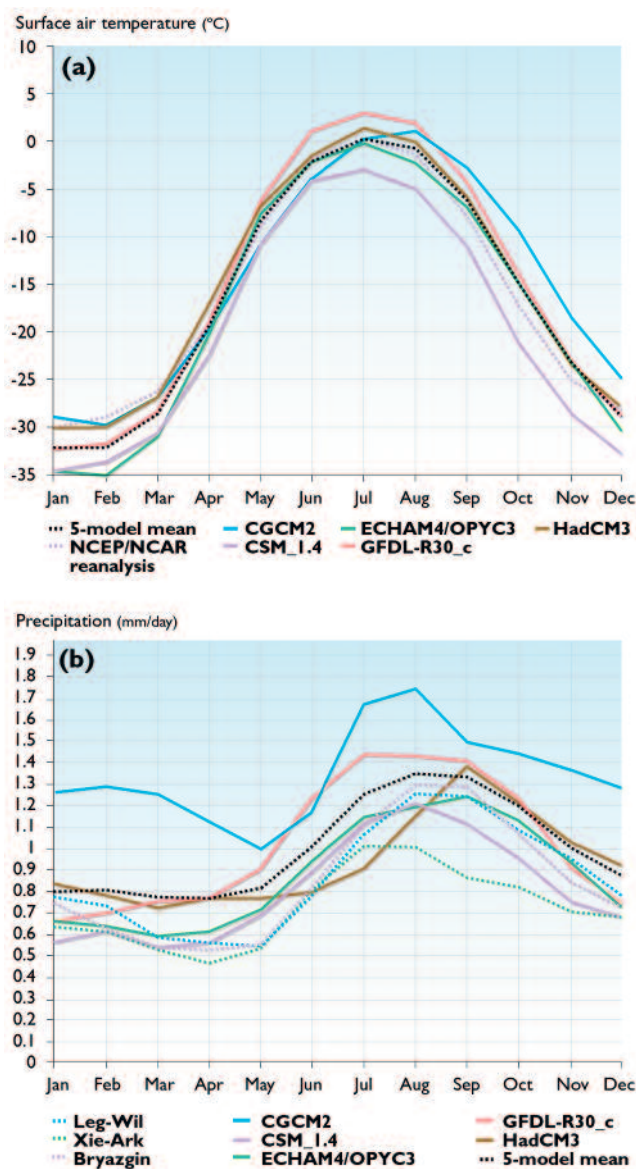 Surface air temperature (ºC)
(a)
10
5
0
-5
-10
-15
-20
-25
-30
-35
Jan Feb Mar Apr May Jun Jul Aug Sep Oct Nov Dec
5-model mean CGCM2 ECHAM4/OPYC3 HadCM3
NCEP/NCAR CSM_1.4 GFDL-R30_c
reanalysis
Precipitation (mm/day)
(b)
1.9
1.8
1.7
1.6
1.5
1.4
1.3
1.2
1.1
1
0.9
0.8
0.7
0.6
0.5
0.4
0.3
0.2
0.1
0
Jan Feb Mar Apr May Jun Jul Aug Sep Oct Nov Dec
Leg-Wil CGCM2 GFDL-R30_c
Xie-Ark CSM_1.4 HadCM3
Bryazgin ECHAM4/OPYC3 5-model mean